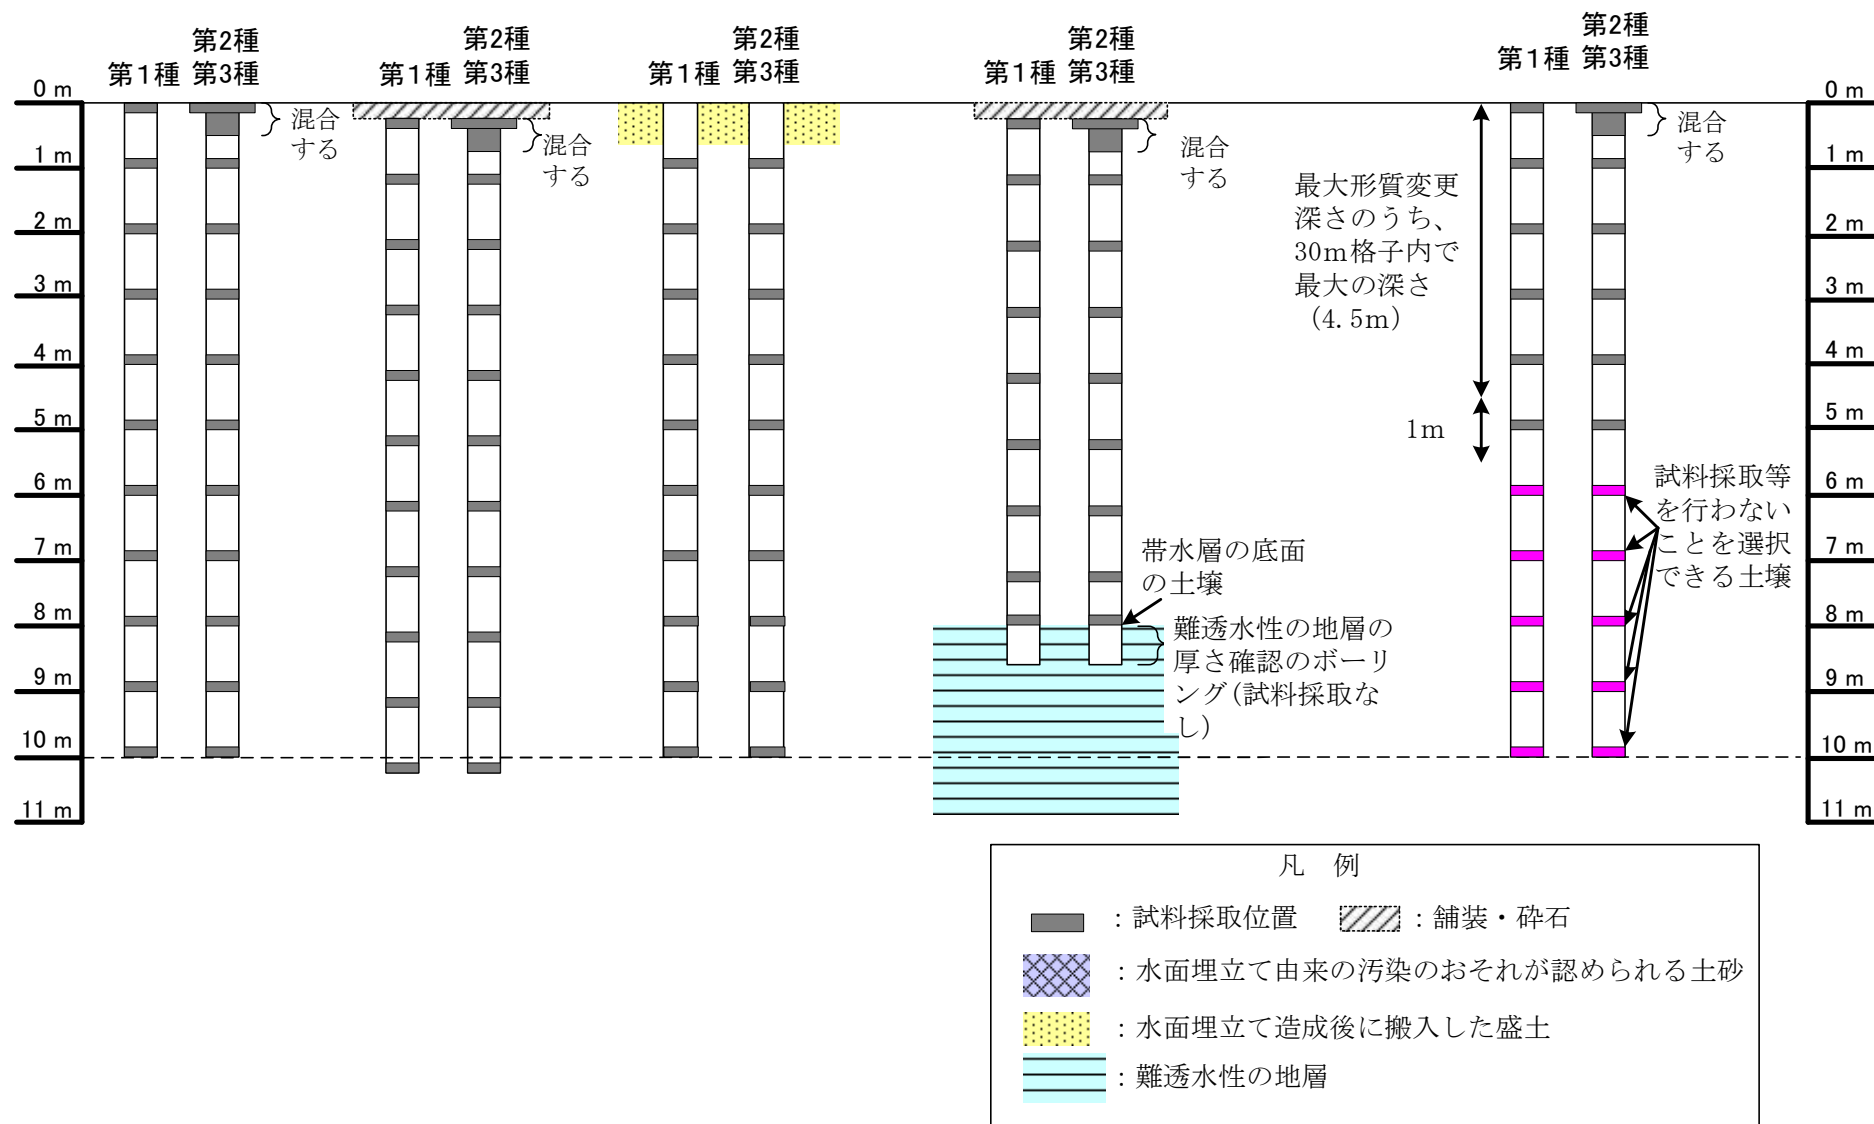 第1種
第2種
第3種
第1種
第2種
第3種
第1種
第2種
第3種
第1種
第2種
第3種
第1種
第2種
第3種
0 m
1 m
2 m
3 m
4 m
5 m
6 m
7 m
8 m
9 m
10 m
11 m
混合
する
混合
する
混合
する
最大形質変更
深さのうち、
30m格子内で
最大の深さ
（4.5m）
1m
混合
する
帯水層の底面
の土壌
難透水性の地層の
厚さ確認のボーリ
ング(試料採取な
し)
試料採取等
を行わない
ことを選択
できる土壌
0 m
1 m
2 m
3 m
4 m
5 m
6 m
7 m
8 m
9 m
10 m
11 m
凡 例
：試料採取位置
：舗装・砕石
：水面埋立て由来の汚染のおそれが認められる土砂
：水面埋立て造成後に搬入した盛土
：難透水性の地層